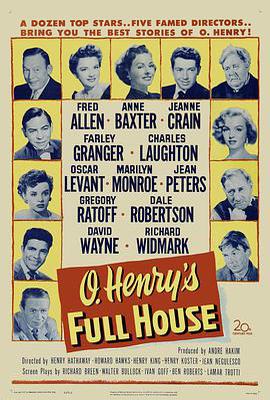 A DOZEN TOP STARS..FIVE FAMED DIRECTORS..
BRING YOU THE BEST STORIES OF O. HENRY!
FRED ANNE JEANNE
ALLEN · BAXTER · CRAIN
FARLEY CHARLES
GRANGER · LAUGHTON
OSCAR MARILYN JEAN
LEVANT · MONROE · PETERS
GREGORY DALE
RATOFF · ROBERTSON
DAVID RICHARD
WAYNE · WIDMARK
O. HENRY'S
FULL HOUSE
20th
Produced by ANDRE HAKIM
Directed by HENRY HATHAWAY · HOWARD HAWKS · HENRY KING · HENRY KOSTER · JEAN NEGULESCO
Screen Plays by RICHARD BREEN · WALTER BULLOCK · IVAN GOFF · BEN ROBERTS · LAMAR TROTTI